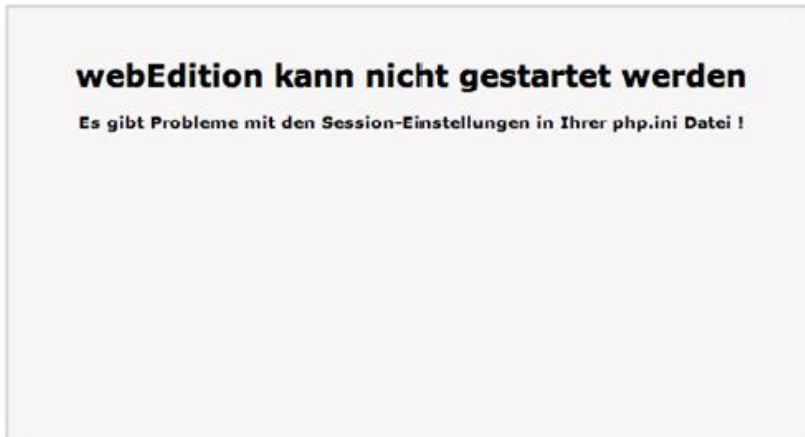 webEdition kann nicht gestartet werden
Es gibt Probleme mit den Session-Einstellungen in Ihrer php.ini Datei !